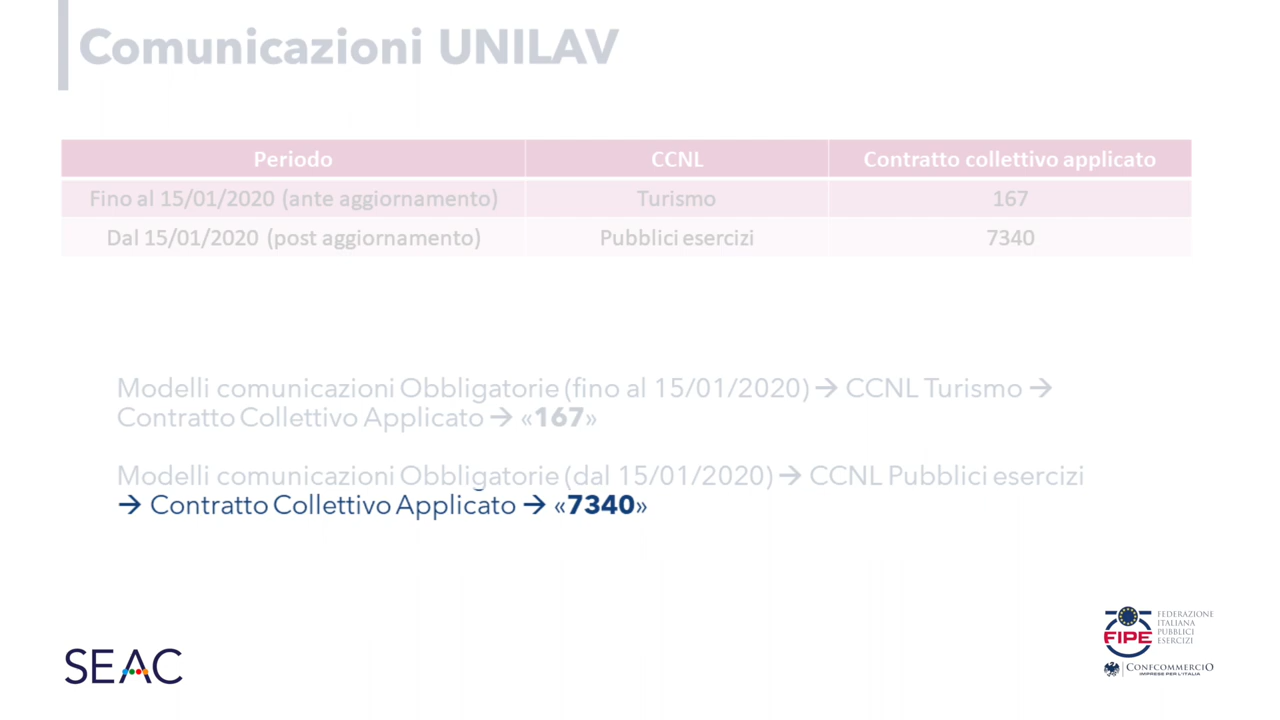 Comunicazioni UNILAV
Periodo CCNL Contratto collettivo applicato
Fino al 15/01/2020 (ante aggiornamento) Turismo 167
Dal 15/01/2020 (post aggiornamento) Pubblici esercizi 7340
Modelli comunicazioni Obbligatorie (fino al 15/01/2020) → CCNL Turismo →
Contratto Collettivo Applicato → «167»
Modelli comunicazioni Obbligatorie (dal 15/01/2020) → CCNL Pubblici esercizi
→ Contratto Collettivo Applicato → «7340»
SEAC
FIPE
FEDERAZIONE
ITALIANA
PUBBLICI
ESERCIZI
CONFCOMMERCIO
IMPRESE PER L'ITALIA